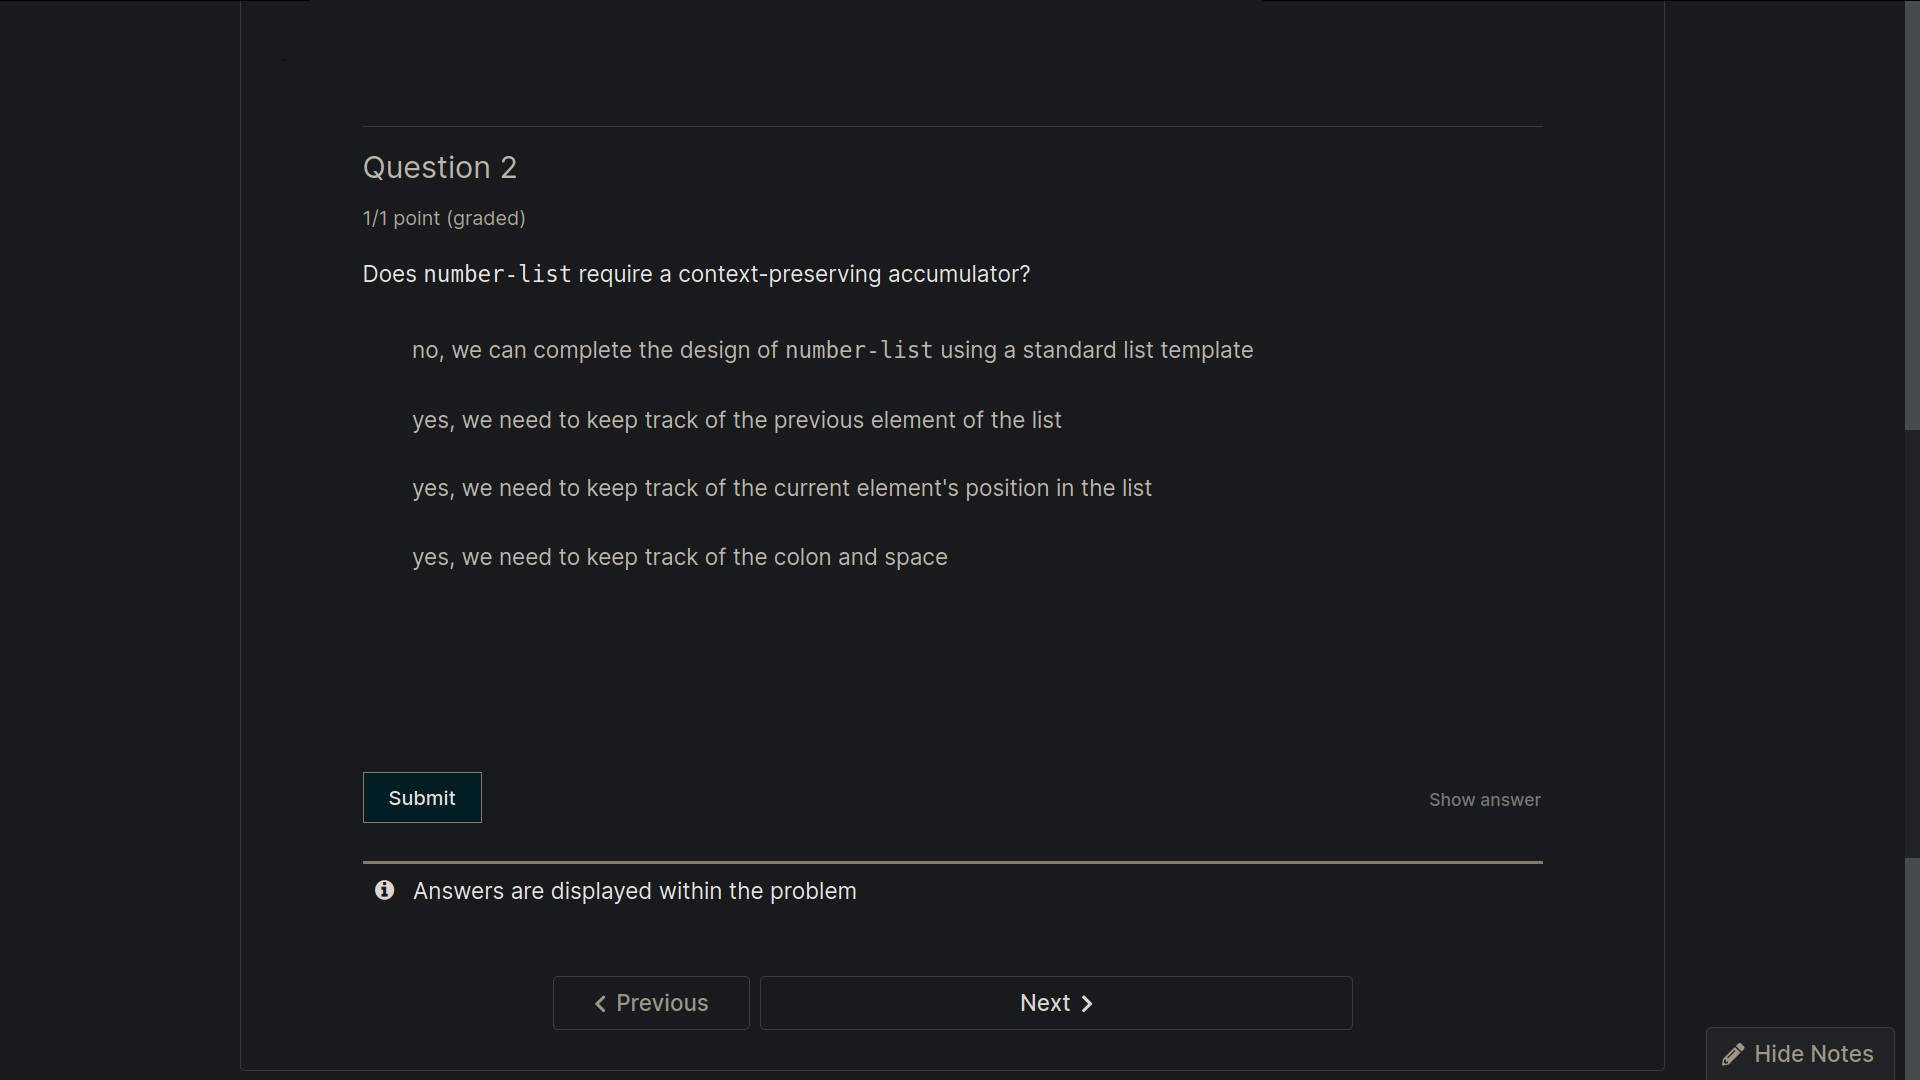 Question 2
1/1 point (graded)
Does number-list require a context-preserving accumulator?
no, we can complete the design of number-list using a standard list template
yes, we need to keep track of the previous element of the list
yes, we need to keep track of the current element's position in the list
yes, we need to keep track of the colon and space
Submit
Show answer
Answers are displayed within the problem
Previous
Next
Hide Notes